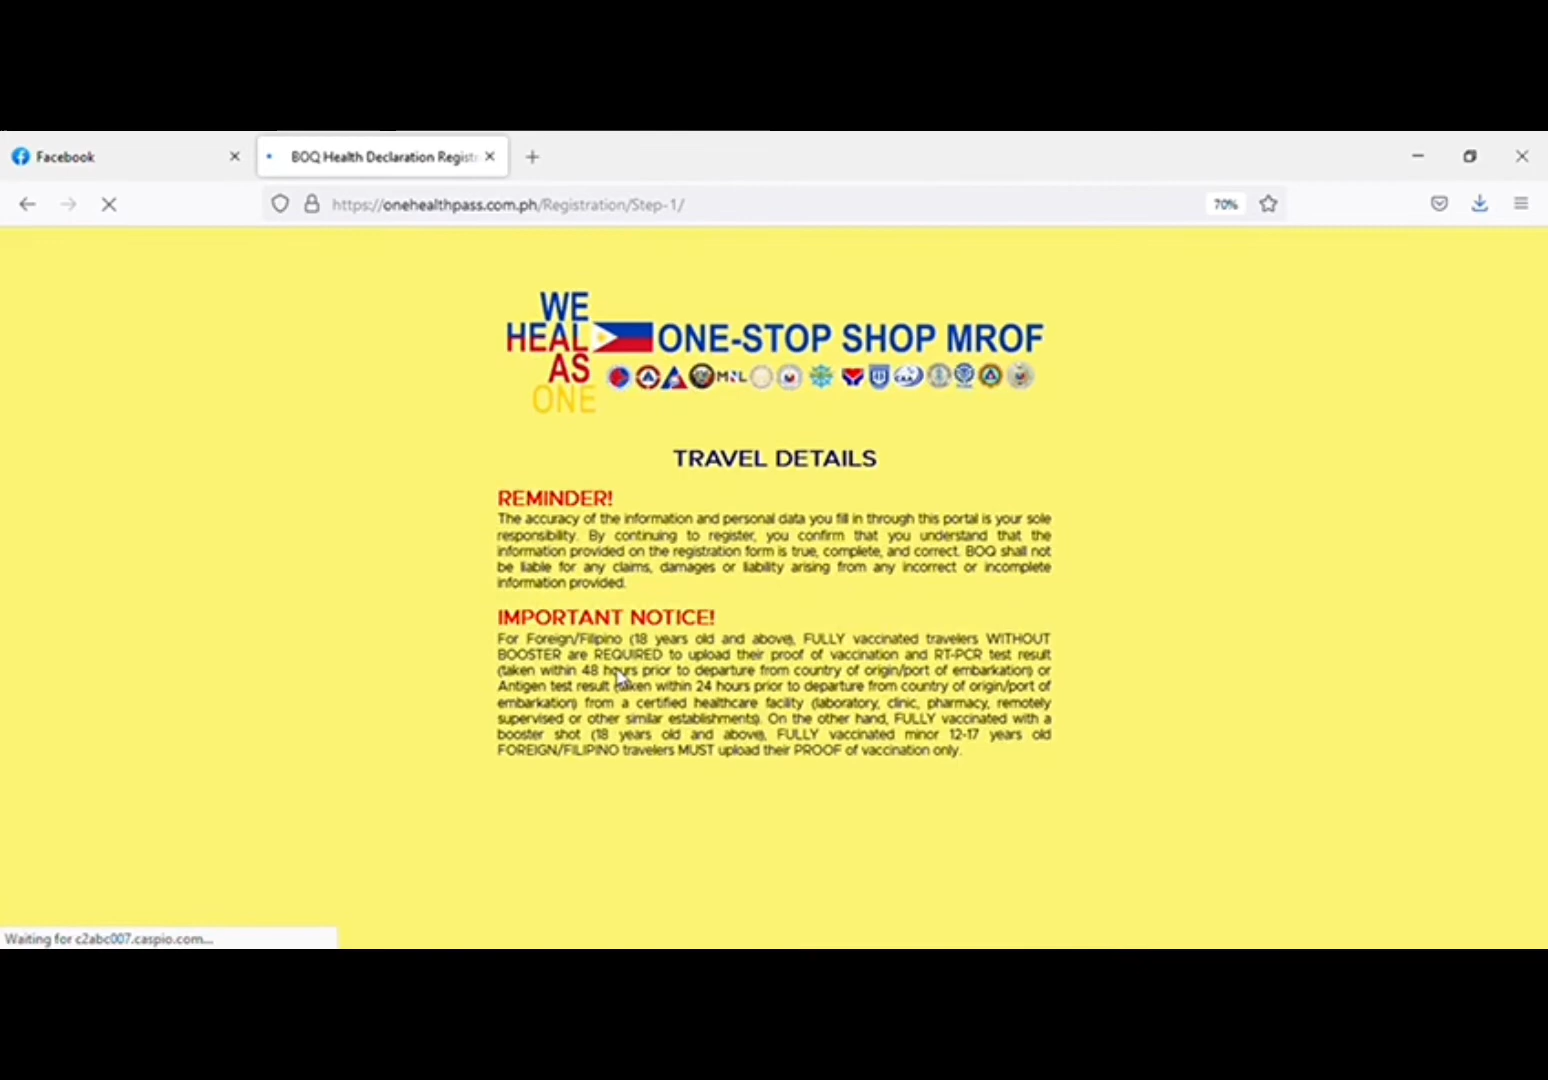 Facebook
BOQ Health Declaration Regist
https://onehealthpass.com.ph/Registration/Step-1/
70%
WE
HEAL
AS
ONE
ONE-STOP SHOP MROF
MNL
TRAVEL DETAILS
REMINDER!
The accuracy of the information and personal data you fill in through this portal is your sole
responsibility. By continuing to register, you confirm that you understand that the
information provided on the registration form is true, complete, and correct. BOQ shall not
be liable for any claims, damages or liability arising from any incorrect or incomplete
information provided.
IMPORTANT NOTICE!
For Foreign/Filipino (18 years old and above), FULLY vaccinated travelers WITHOUT
BOOSTER are REQUIRED to upload their proof of vaccination and RT-PCR test result
(taken within 48 hours prior to departure from country of origin/port of embarkation) or
Antigen test result (taken within 24 hours prior to departure from country of origin/port of
embarkation) from a certified healthcare facility (laboratory, clinic, pharmacy, remotely
supervised or other similar establishments). On the other hand, FULLY vaccinated with a
booster shot (18 years old and above), FULLY vaccinated minor 12-17 years old
FOREIGN/FILIPINO travelers MUST upload their PROOF of vaccination only.
Waiting for c2abc007.caspio.com...